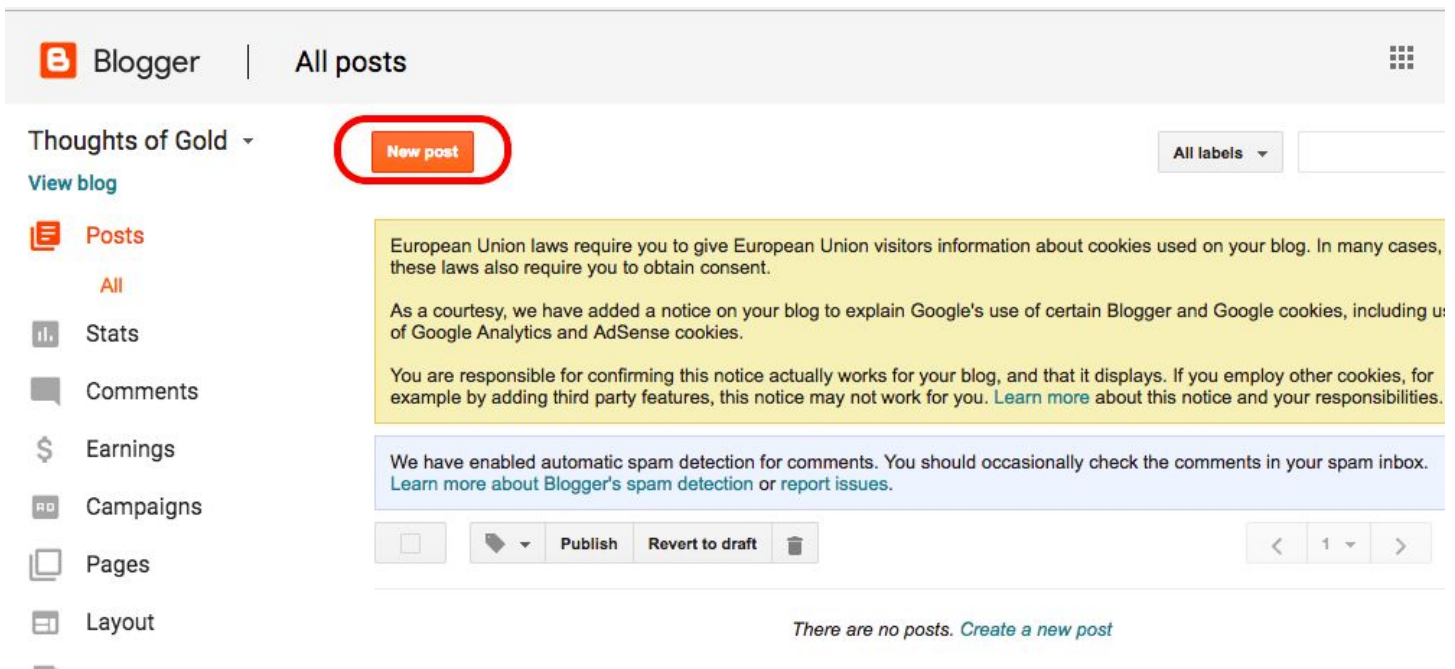 Blogger
All posts
Thoughts of Gold
View blog
New post
All labels
Posts
All
Stats
Comments
Earnings
Campaigns
Pages
Layout
European Union laws require you to give European Union visitors information about cookies used on your blog. In many cases,
these laws also require you to obtain consent.
As a courtesy, we have added a notice on your blog to explain Google's use of certain Blogger and Google cookies, including
of Google Analytics and AdSense cookies.
You are responsible for confirming this notice actually works for your blog, and that it displays. If you employ other cookies, for
example by adding third party features, this notice may not work for you. Learn more about this notice and your responsibilities.
We have enabled automatic spam detection for comments. You should occasionally check the comments in your spam inbox.
Learn more about Blogger's spam detection or report issues.
Publish Revert to draft
1
There are no posts. Create a new post